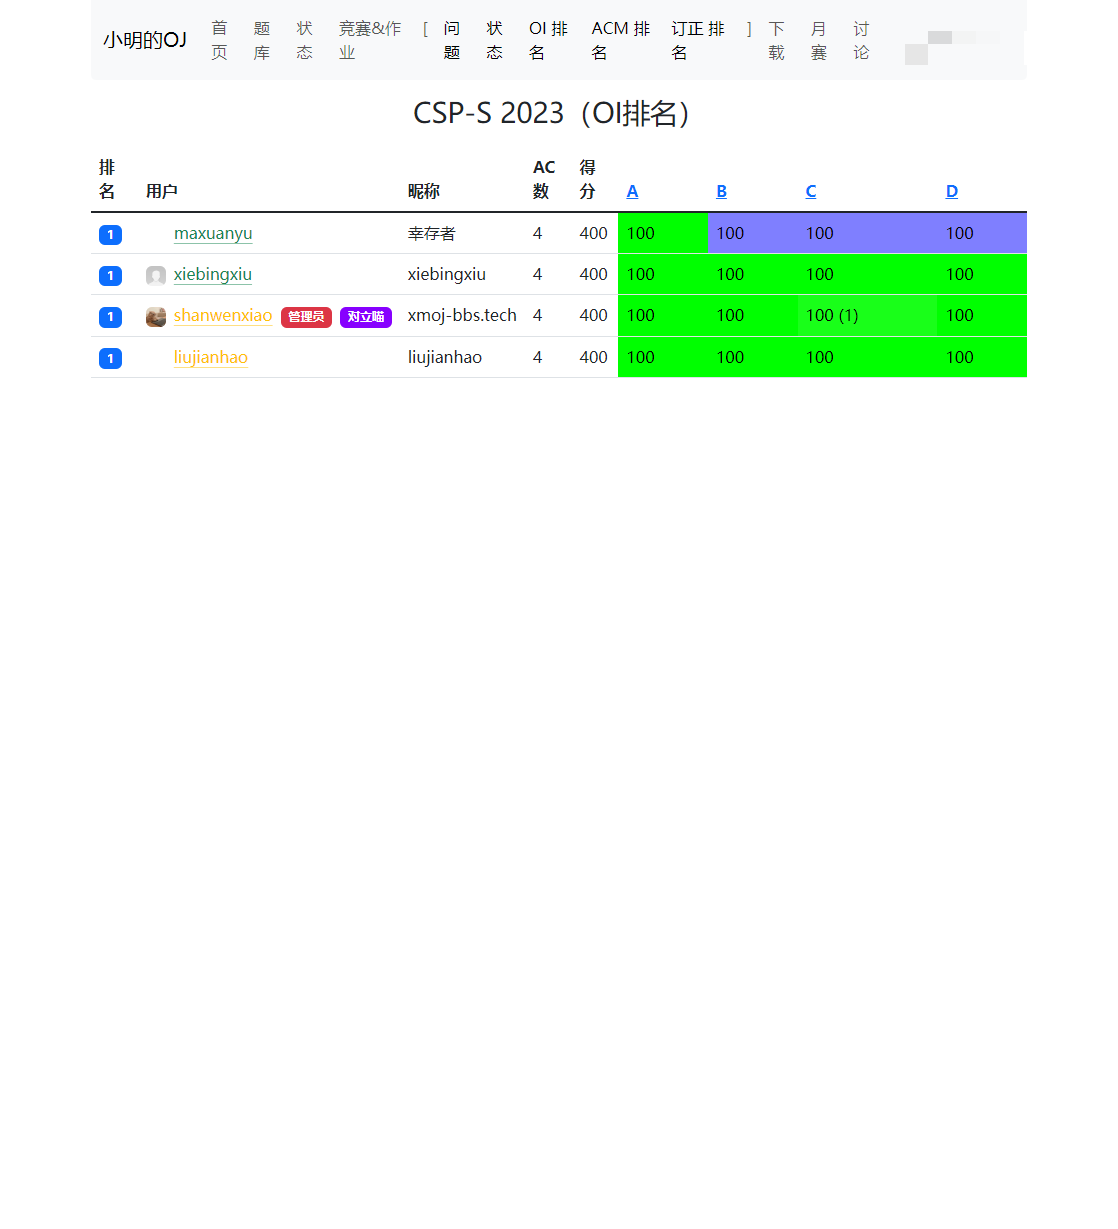 小明的OJ 首页 题库 状态 竞赛&作业 [ 问题 状态 OI 排名 ACM 排名 订正 排名 ] 下载 月赛 讨论
CSP-S 2023（OI排名）
排名 用户 昵称 AC数 得分 A B C D
1 maxuanyu 幸存者 4 400 100 100 100 100
1 xiebingxiu xiebingxiu 4 400 100 100 100 100
1 shanwenxiao 管理员 对立喵 xmoj-bbs.tech 4 400 100 100 100 (1) 100
1 liujianhao liujianhao 4 400 100 100 100 100